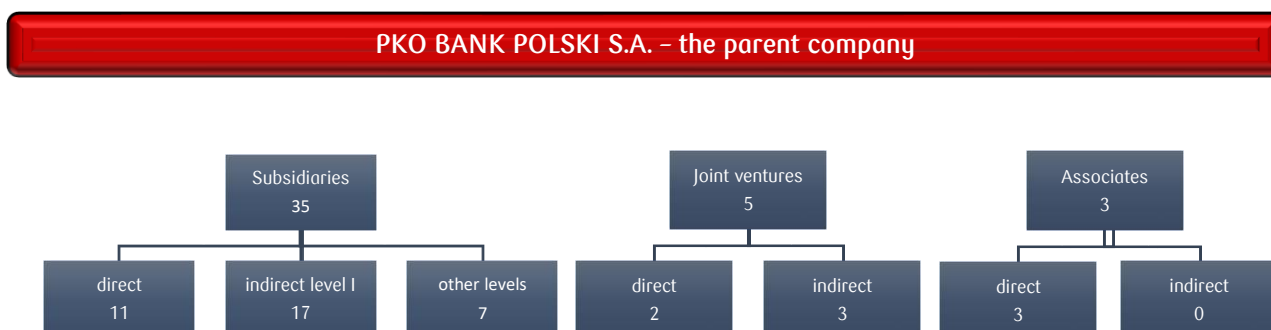 PKO BANK POLSKI S.A. – the parent company
Subsidiaries
35
Joint ventures
5
Associates
3
direct
11
indirect level I
17
other levels
7
direct
2
indirect
3
direct
3
indirect
0